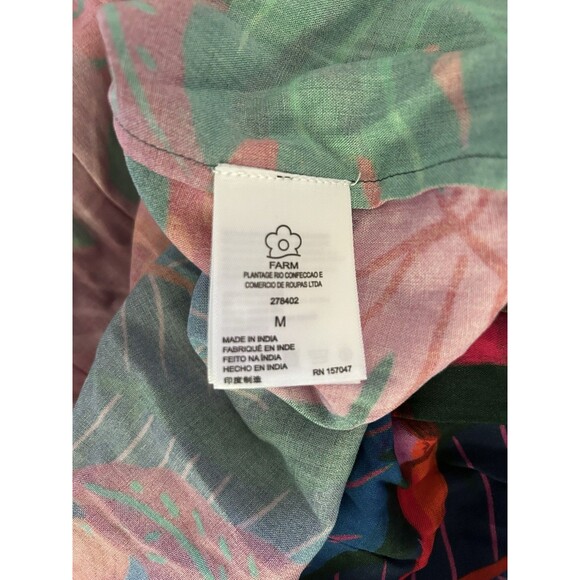 FARM
PLANTAGE RIO CONFECCAO E
COMERCIO DE ROUPAS LTDA
278402
M
MADE IN INDIA
FABRIQUÉ EN INDE
FEITO NA ÍNDIA
HECHO EN INDIA RN 157047
印度制造